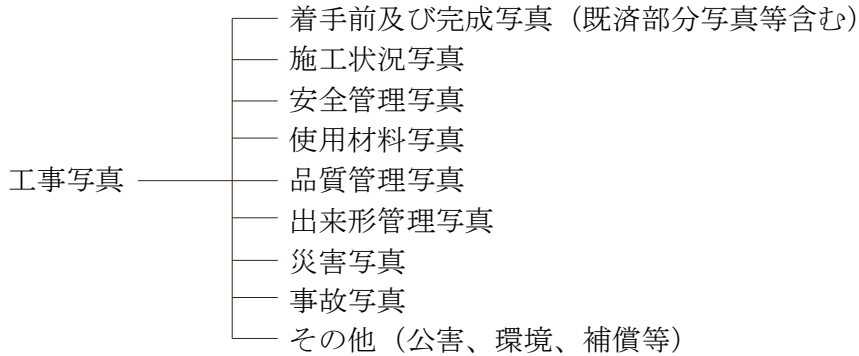 着手前及び完成写真（既済部分写真等含む）
施工状況写真
安全管理写真
使用材料写真
工事写真
品質管理写真
出来形管理写真
災害写真
事故写真
その他（公害、環境、補償等）